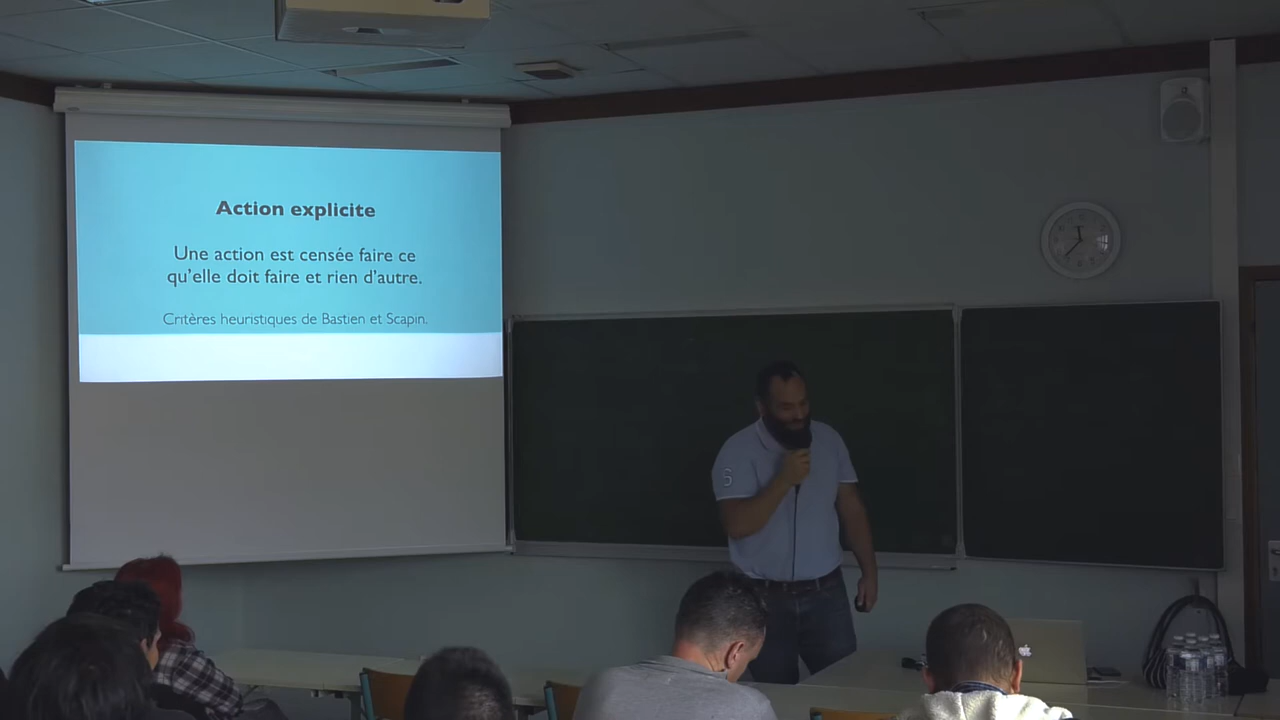 Action explicite
Une action est censée faire ce
qu'elle doit faire et rien d'autre.
Critères heuristiques de Bastien et Scapin.
6